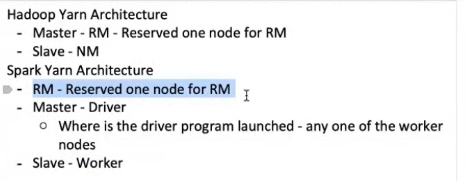 Hadoop Yarn Architecture
- Master - RM - Reserved one node for RM
- Slave - NM
Spark Yarn Architecture
- RM - Reserved one node for RM
- Master - Driver
o Where is the driver program launched - any one of the worker
nodes
- Slave - Worker